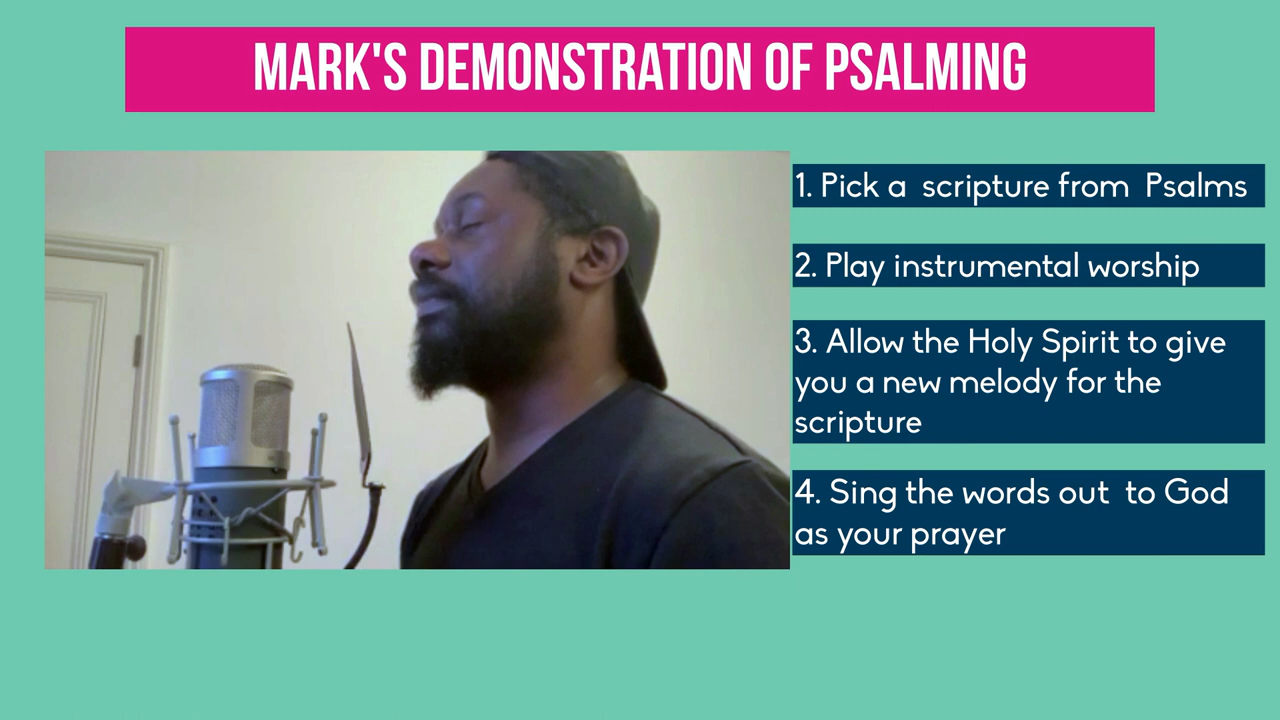 MARK'S DEMONSTRATION OF PSALMING
1. Pick a scripture from Psalms
2. Play instrumental worship
3. Allow the Holy Spirit to give
you a new melody for the
scripture
4. Sing the words out to God
as your prayer